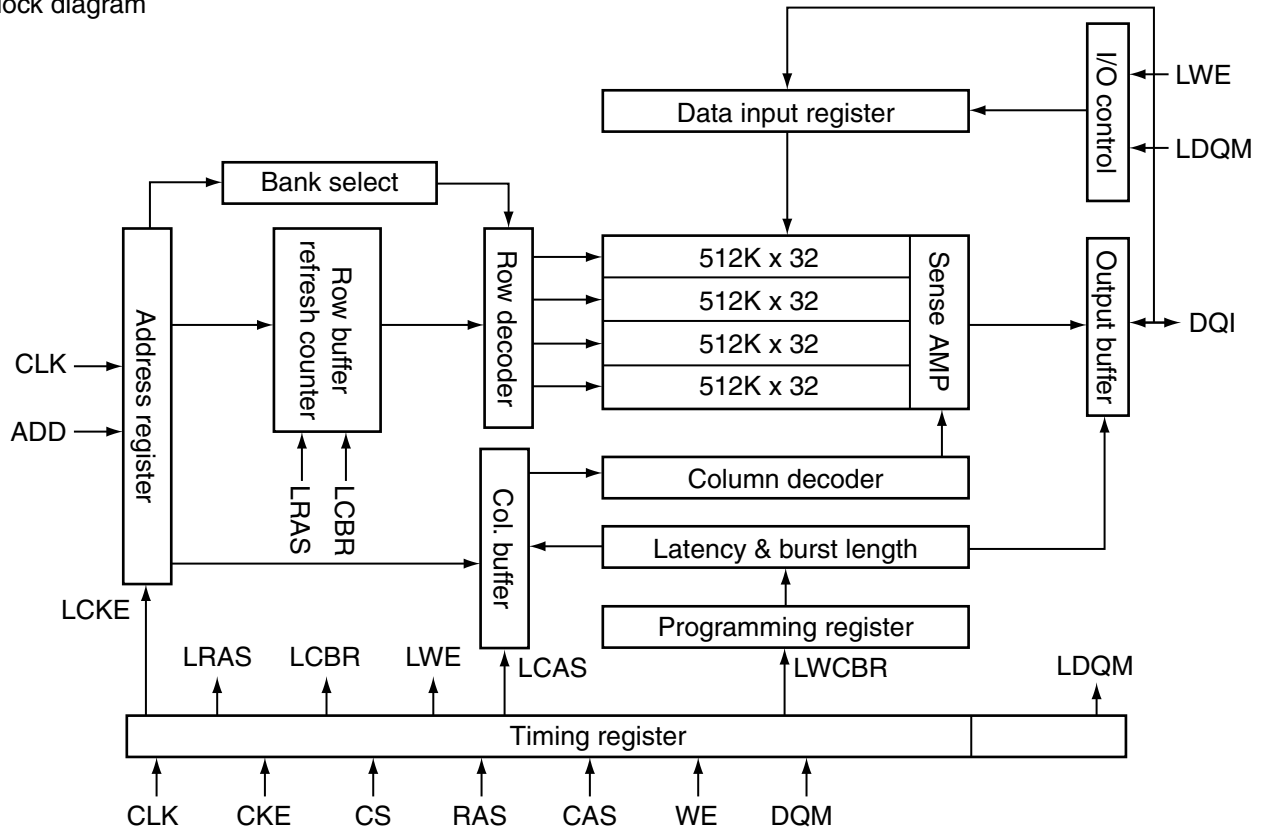 lock diagram
I/O control
LWE
LDQM
Data input register
Bank select
Address register
Row buffer
refresh counter
Row decoder
512K x 32
512K x 32
512K x 32
512K x 32
Sense AMP
Output buffer
DQI
CLK
ADD
LRAS
LCBR
Col. buffer
Column decoder
Latency & burst length
Programming register
LCKE
LRAS
LCBR
LWE
LCAS
LWCBR
LDQM
Timing register
CLK
CKE
CS
RAS
CAS
WE
DQM